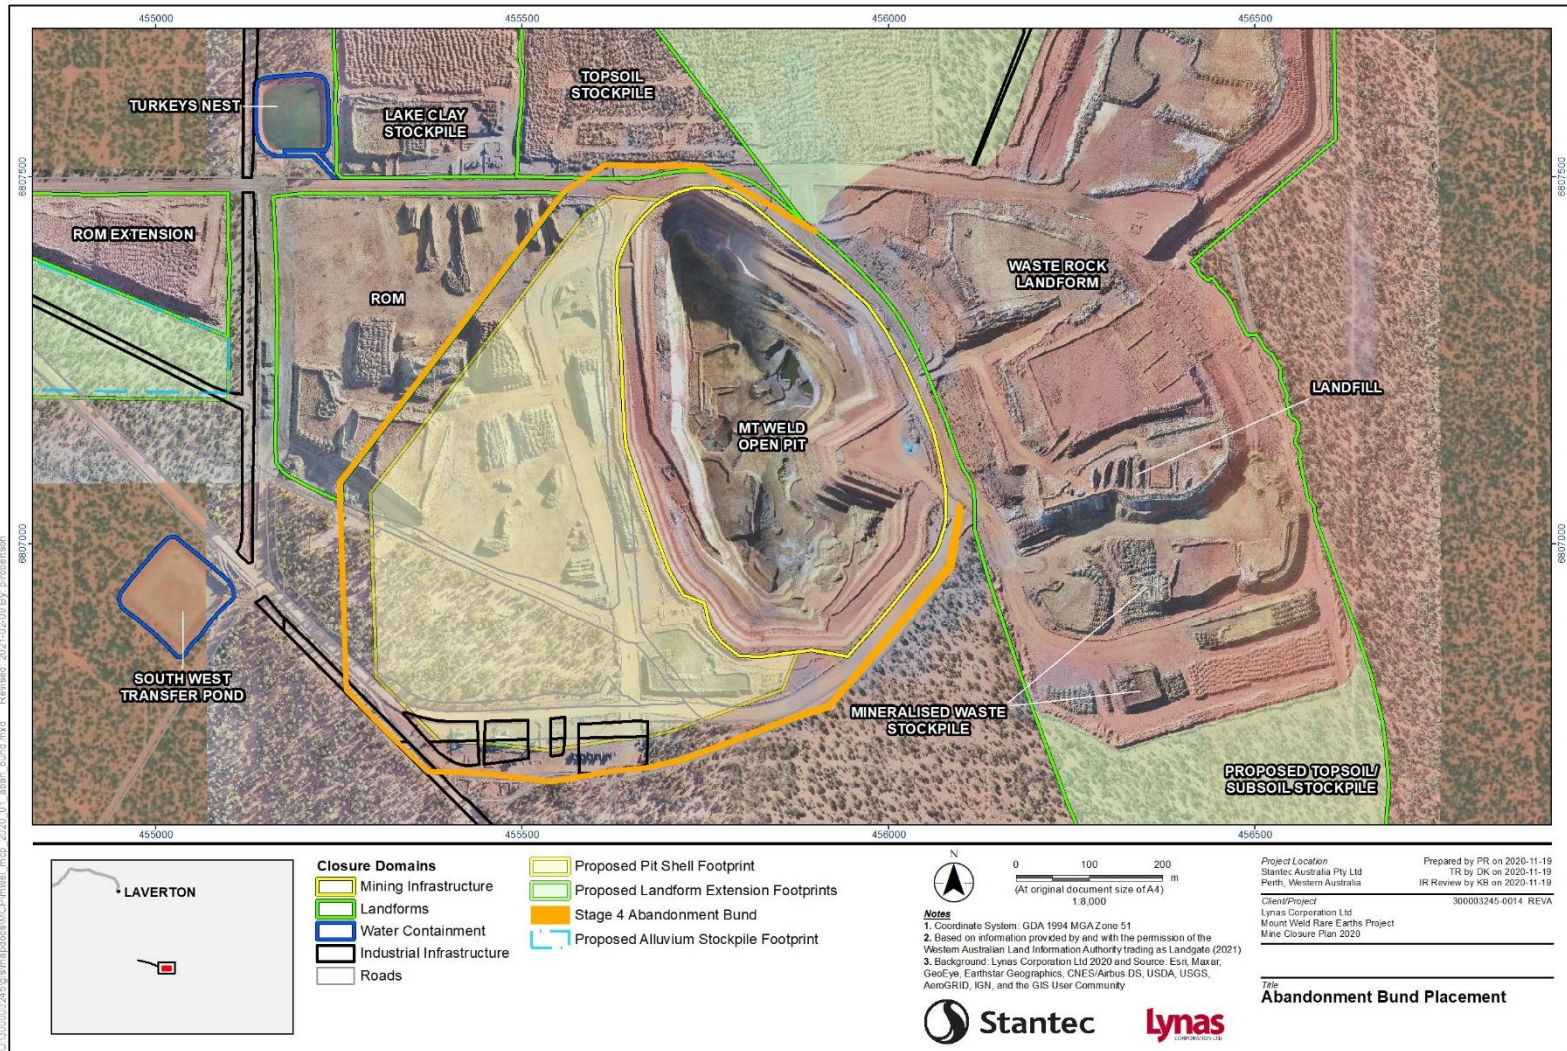 455000
455500
456000
456500
TURKEYS NEST
LAKE CLAY
STOCKPILE
TOPSOIL
STOCKPILE
6807500
6807500
ROM EXTENSION
ROM
WASTE ROCK
LANDFORM
LANDFILL
MT WELD
OPEN PIT
6807000
6807000
SOUTH WEST
TRANSFER POND
MINERALISED WASTE
STOCKPILE
PROPOSED TOPSOIL/
SUBSOIL STOCKPILE
455000
455500
456000
456500
LAVERTON
Closure Domains
Mining Infrastructure
Landforms
Water Containment
Industrial Infrastructure
Roads
Proposed Pit Shell Footprint
Proposed Landform Extension Footprints
Stage 4 Abandonment Bund
Proposed Alluvium Stockpile Footprint
N
0 100 200
m
(At original document size of A4)
1:8,000
Notes
1. Coordinate System: GDA 1994 MGA Zone 51
2. Based on information provided by and with the permission of the
Western Australian Land Information Authority trading as Landgate (2021)
3. Background: Lynas Corporation Ltd 2020 and Source: Esri, Maxar,
GeoEye, Earthstar Geographics, CNES/Airbus DS, USDA, USGS,
AeroGRID, IGN, and the GIS User Community
Stantec
Lynas
CORPORATION LTD
Project Location
Stantec Australia Pty Ltd
Perth, Western Australia
Prepared by PR on 2020-11-19
TR by DK on 2020-11-19
IR Review by KB on 2020-11-19
Client/Project
300003245-0014 REVA
Lynas Corporation Ltd
Mount Weld Rare Earths Project
Mine Closure Plan 2020
Title
Abandonment Bund Placement